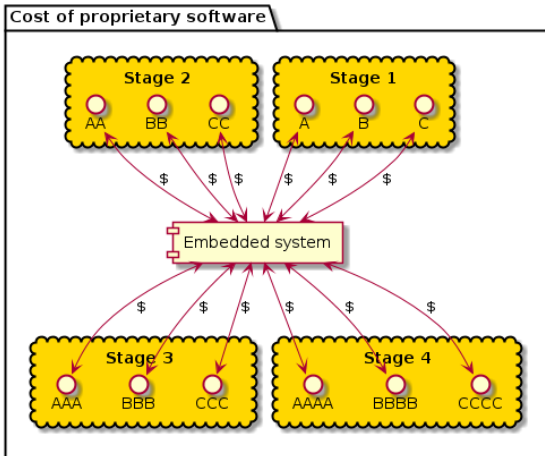 Cost of proprietary software
Stage 2
Stage 1
AA BB CC
A B C
$ $ $ $ $ $
Embedded system
$ $ $ $ $ $
Stage 3
Stage 4
AAA BBB CCC
AAAA BBBB CCCC